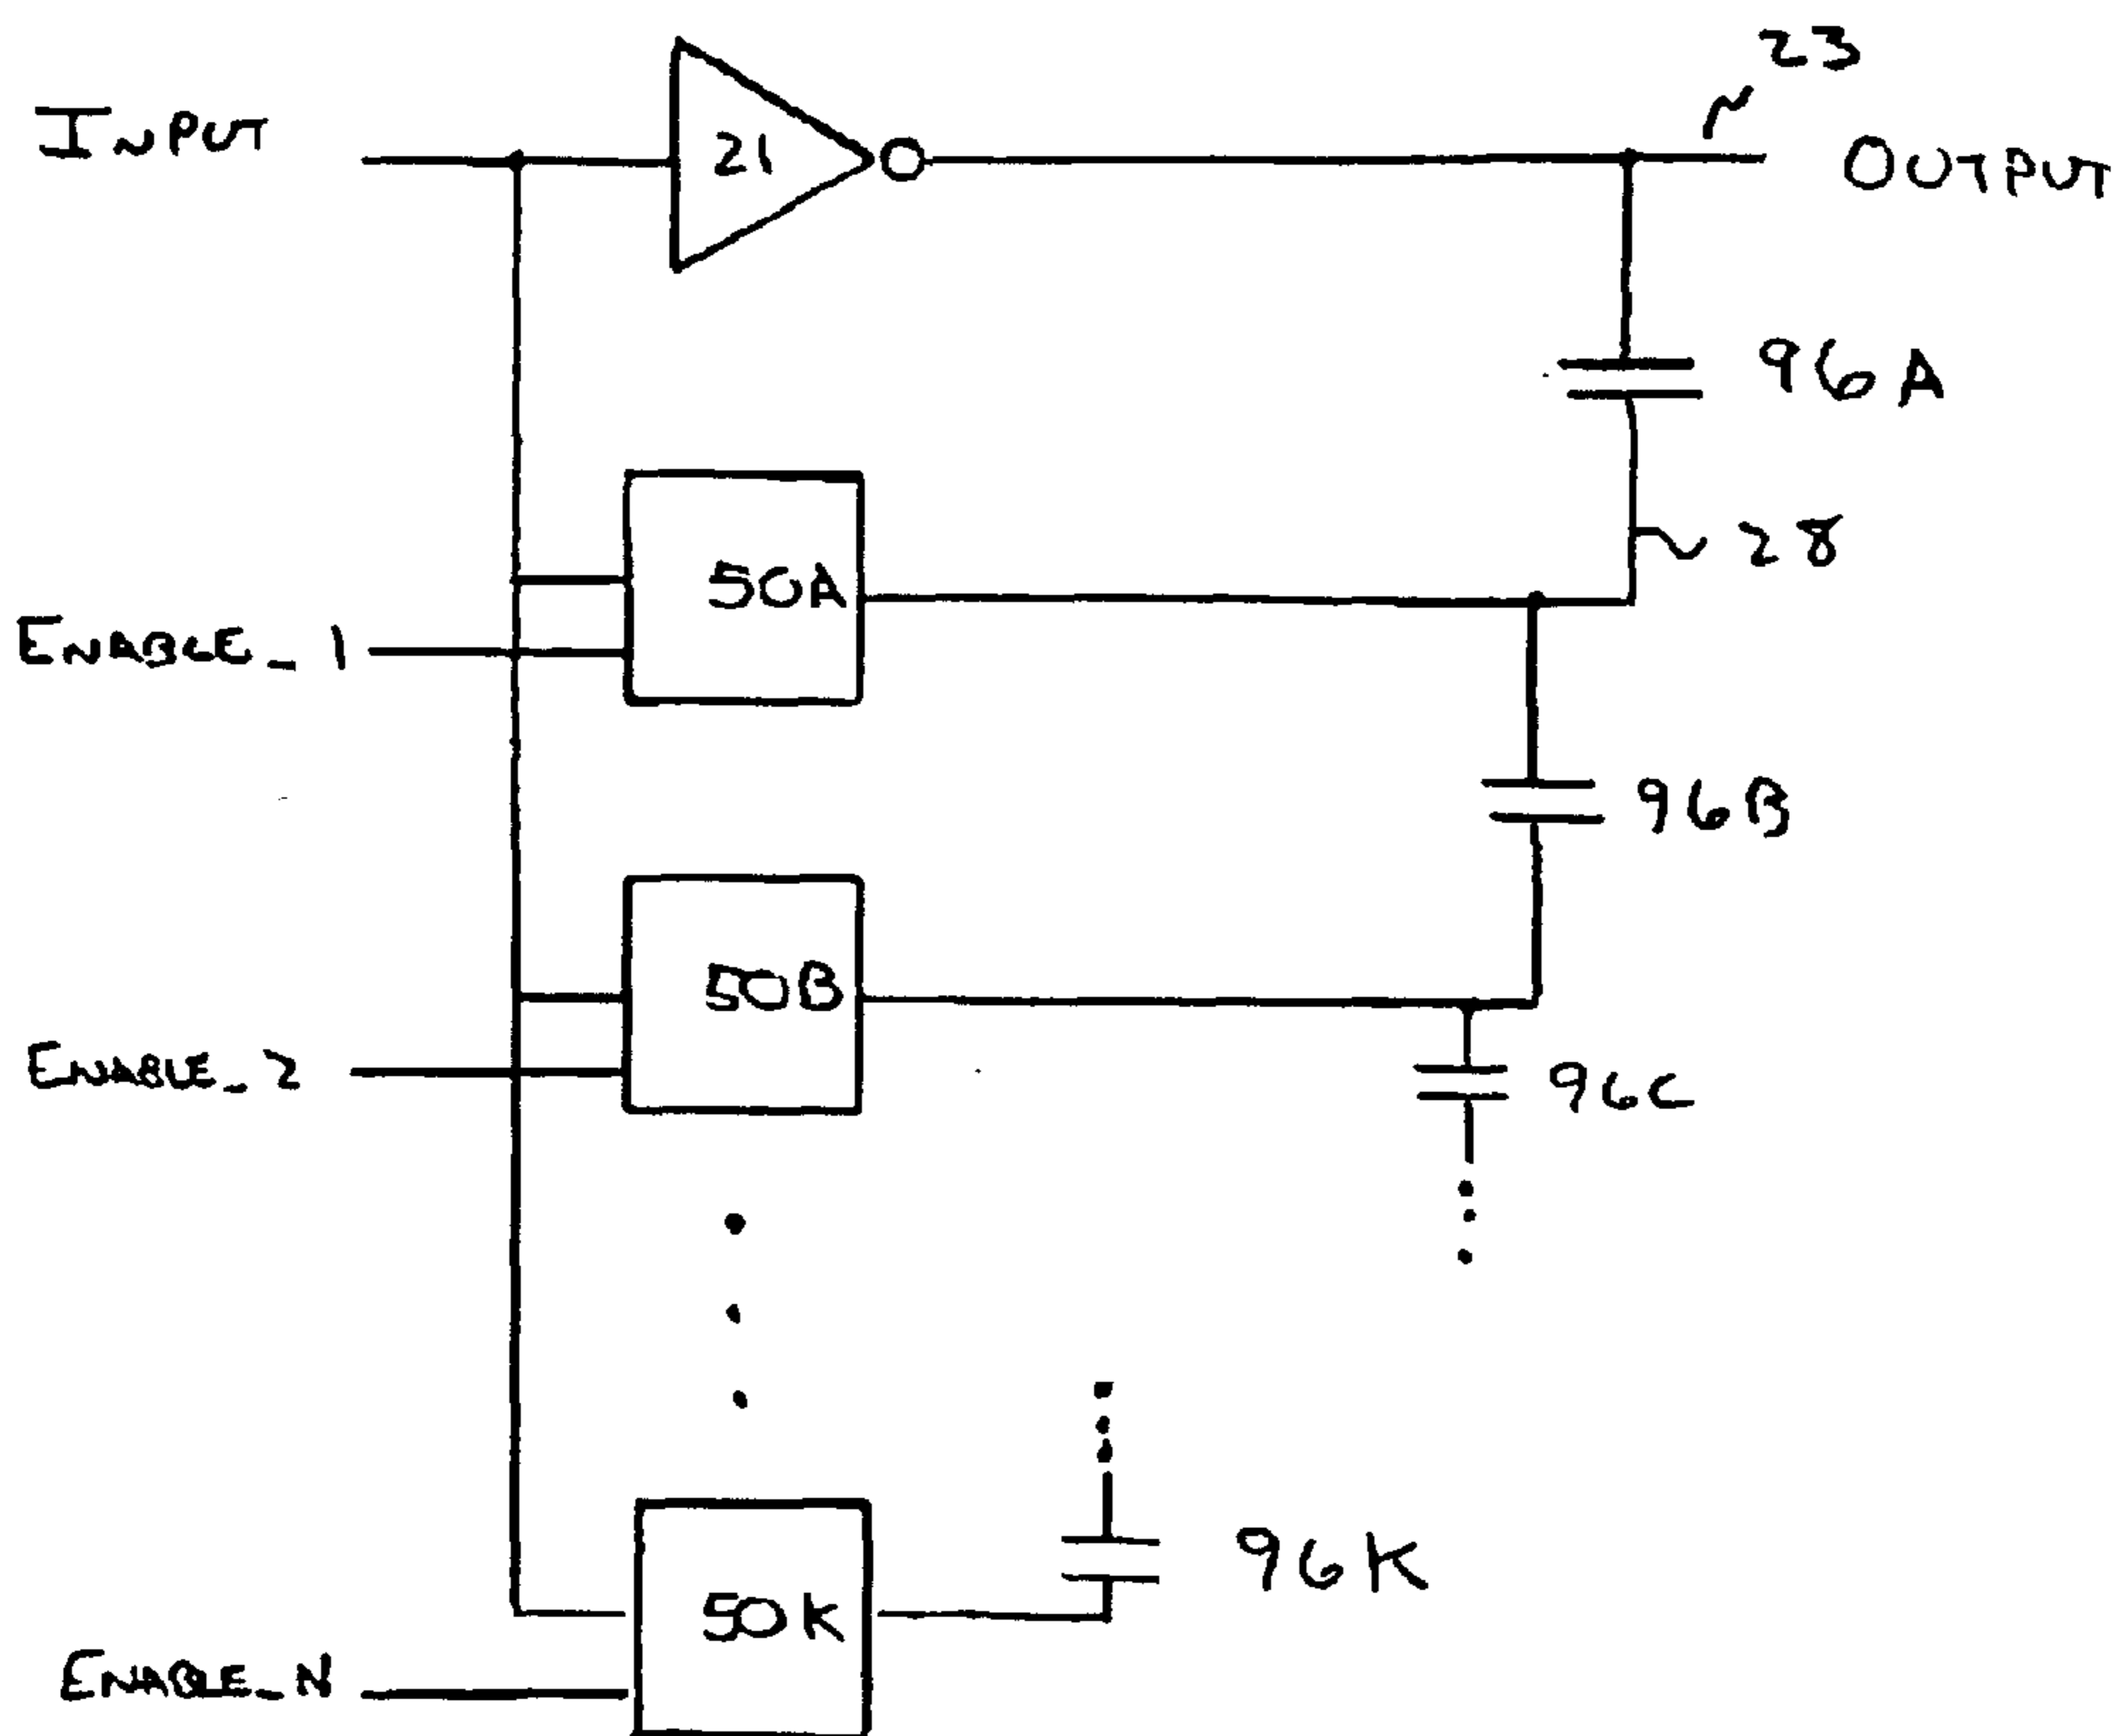 23
INPUT
21
OUTPUT
96A
28
50A
ENABLE_1
96B
50B
ENABLE_2
96C
96K
50K
ENABLE_N